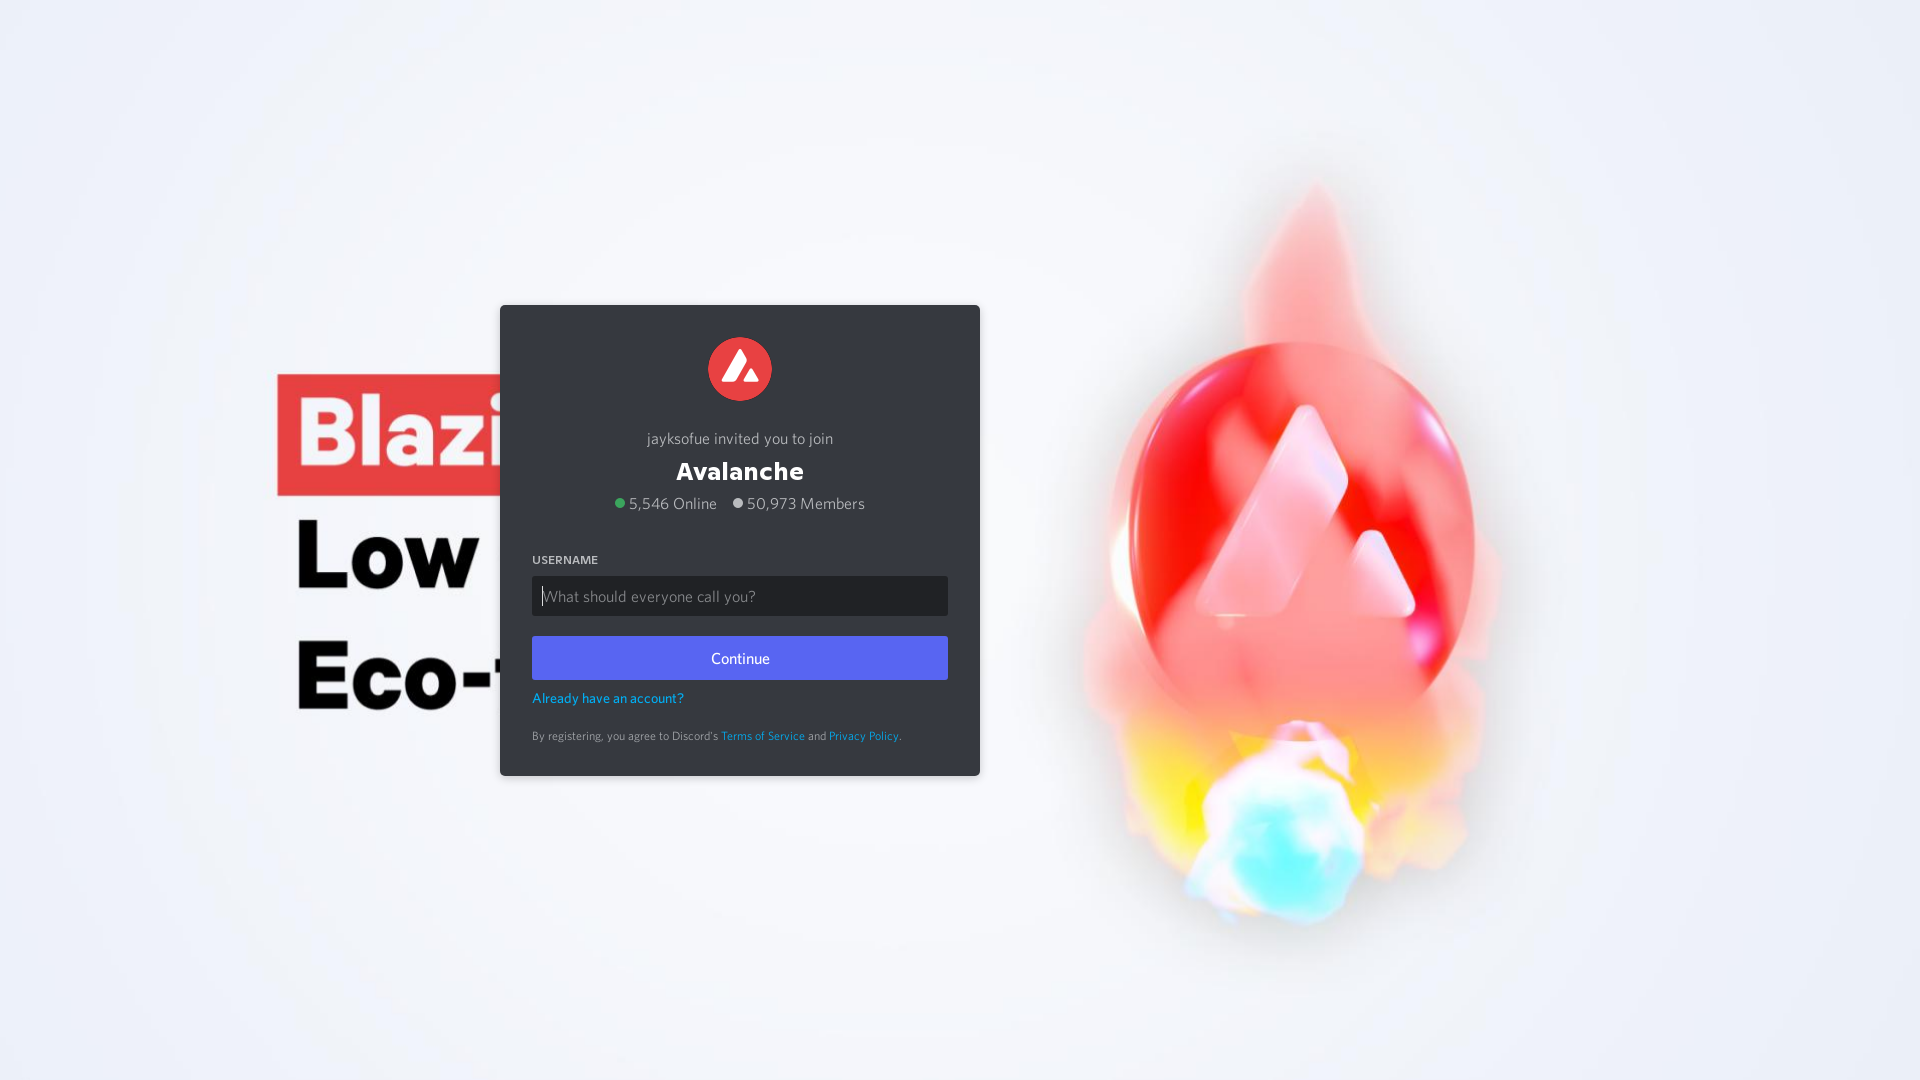 Blazi
Low
Eco-
jayksofue invited you to join
Avalanche
5,546 Online 50,973 Members
USERNAME
What should everyone call you?
Continue
Already have an account?
By registering, you agree to Discord's Terms of Service and Privacy Policy.